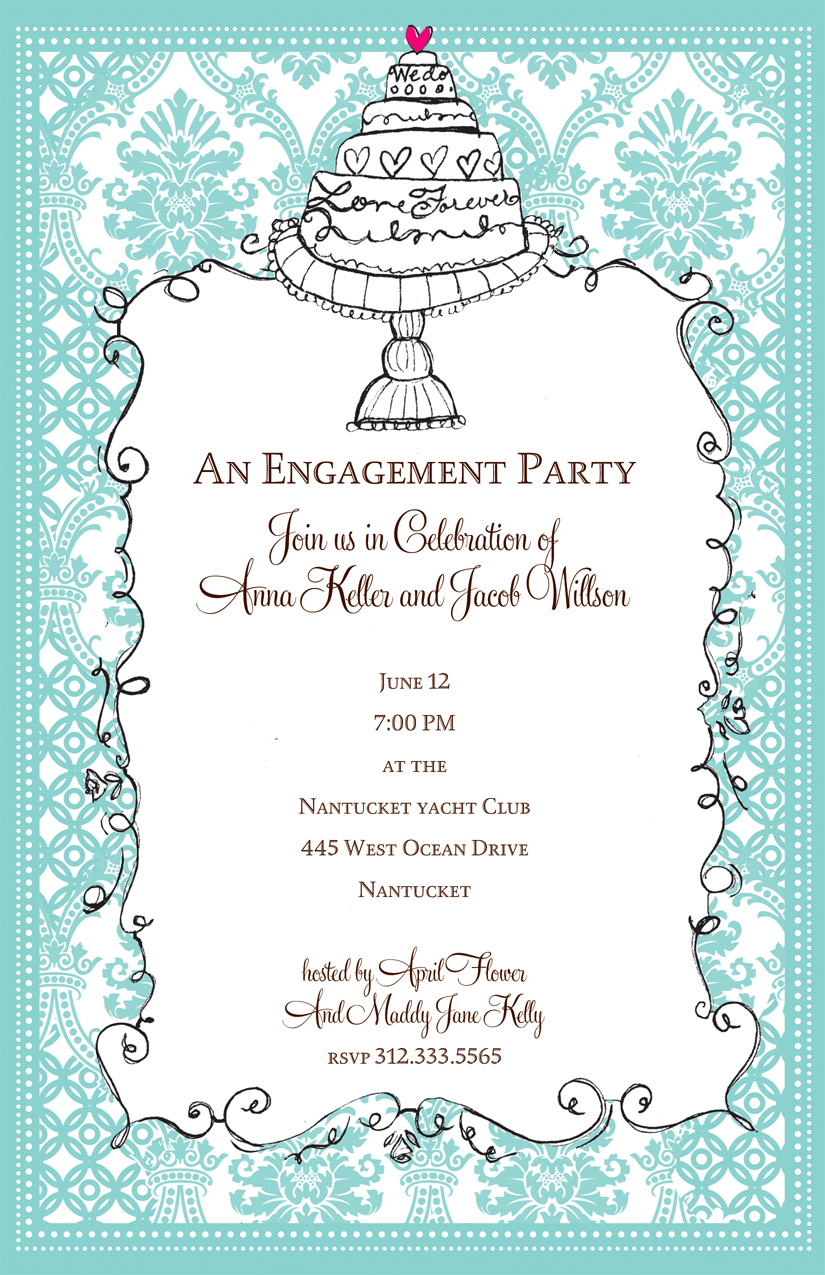 We do
Love Forever
An Engagement Party
Join us in Celebration of
Anna Keller and Jacob Willson
June 12
7:00 PM
at the
Nantucket yacht Club
445 West Ocean Drive
Nantucket
hosted by April Flower
And Maddy Jane Kelly
rsvp 312.333.5565